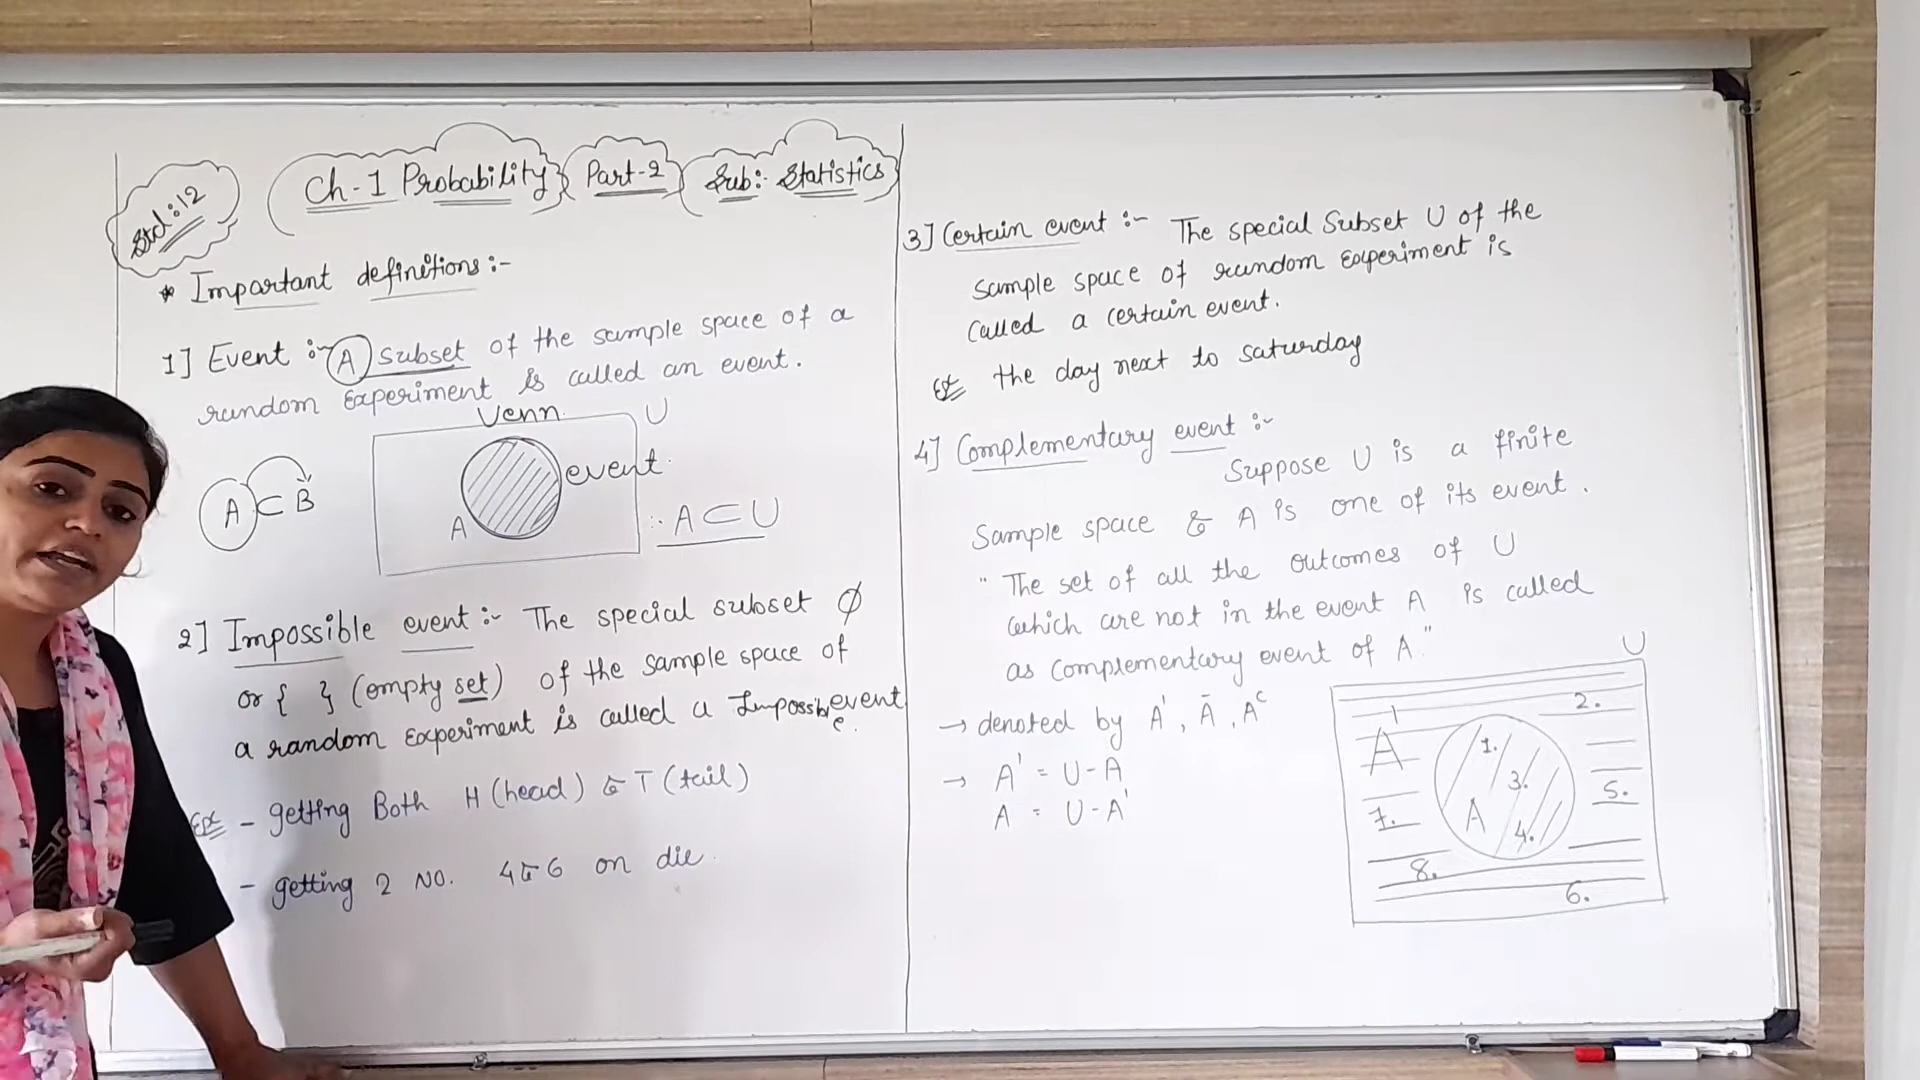 Std:12
Ch-1 Probability
Part-2
Sub:- Statistics
* Important definitions:-
1] Event :- A subset of the sample space of a
random Experiment is called an event.
Venn.
U
A ⊂ B
event.
A
∴ A ⊂ U
2] Impossible event :- The special subset ϕ
or { } (empty set) of the sample space of
a random Experiment is called a Impossible event.
Ex - getting Both H (head) & T (tail)
- getting 2 NO. 4 & 6 on die.
3] Certain event :- The special Subset U of the
Sample space of random Experiment is
called a certain event.
Ex the day next to saturday
4] Complementary event :-
Suppose U is a finite
Sample space & A is one of its event.
" The set of all the outcomes of U
which are not in the event A is called
as complementary event of A."
→ denoted by A', Ā, Aᶜ
→ A' = U - A
A = U - A'
U
2.
A'
1.
3.
5.
7.
A
4.
8.
6.